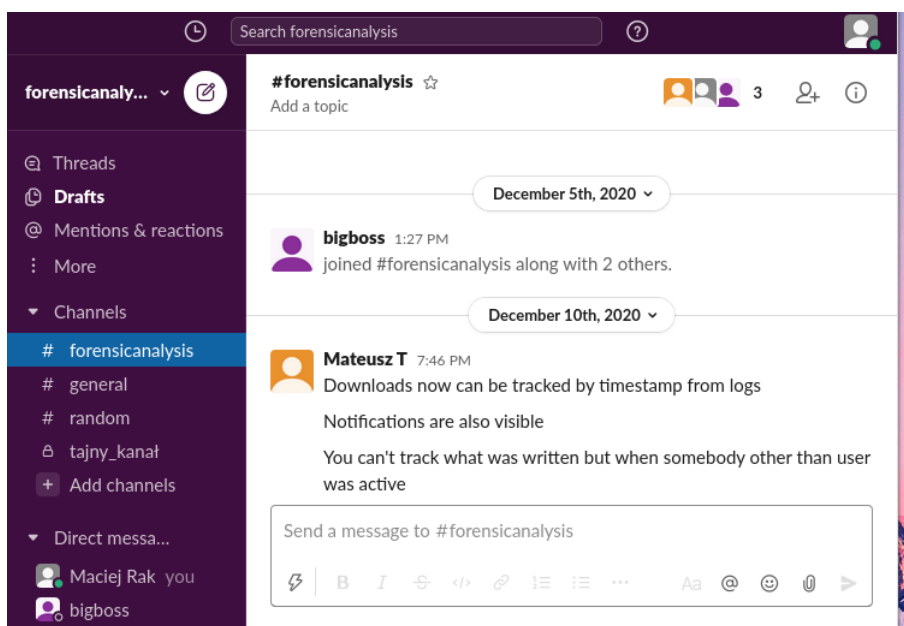 Search forensicanalysis
forensicanaly...
Threads
Drafts
Mentions & reactions
More
Channels
# forensicanalysis
# general
# random
tajny_kanał
+ Add channels
Direct messa...
Maciej Rak you
bigboss
#forensicanalysis
Add a topic
3
December 5th, 2020
bigboss 1:27 PM
joined #forensicanalysis along with 2 others.
December 10th, 2020
Mateusz T 7:46 PM
Downloads now can be tracked by timestamp from logs
Notifications are also visible
You can't track what was written but when somebody other than user
was active
Send a message to #forensicanalysis
B I S </> Aa @